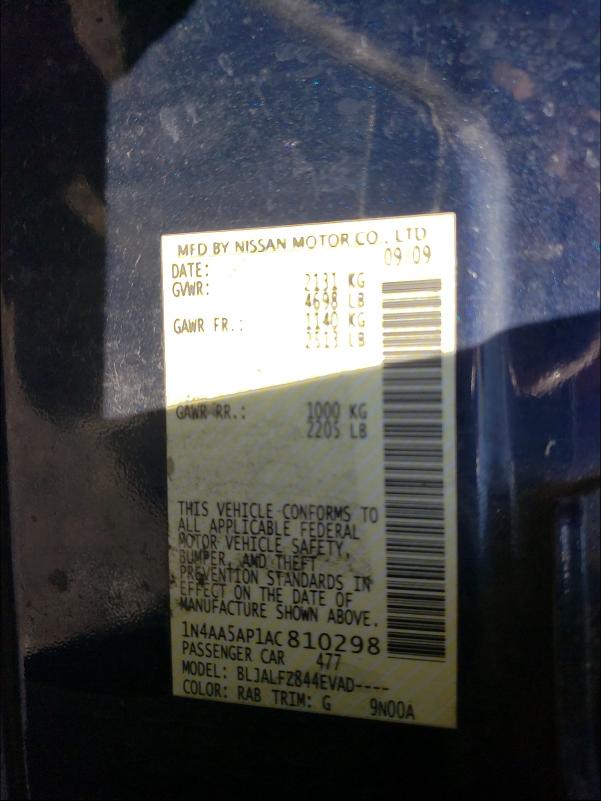 MFD BY NISSAN MOTOR CO., LTD
DATE: 09 09
GVWR: 2131 KG
4698 LB
GAWR FR.: 1140 KG
2513 LB
GAWR RR.: 1000 KG
2205 LB
THIS VEHICLE CONFORMS TO
ALL APPLICABLE FEDERAL
MOTOR VEHICLE SAFETY,
BUMPER, AND THEFT
PREVENTION STANDARDS IN
EFFECT ON THE DATE OF
MANUFACTURE SHOWN ABOVE.
1N4AA5AP1AC810298
PASSENGER CAR 477
MODEL: BLJALFZ844EVAD----
COLOR: RAB TRIM: G 9N00A